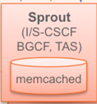 Sprout
(I/S-CSCF
BGCF, TAS)
memcached